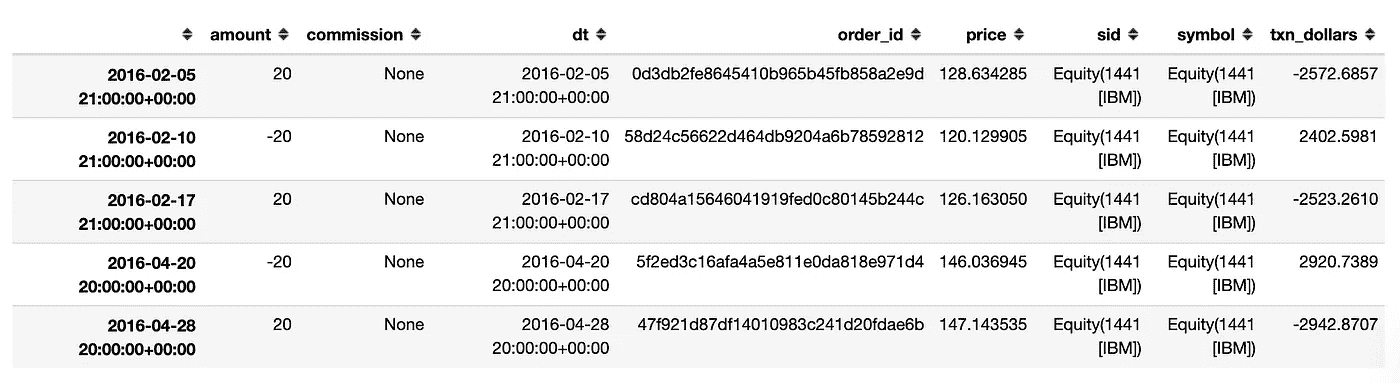 amount commission dt order_id price sid symbol txn_dollars
2016-02-05 20 None 2016-02-05 0d3db2fe8645410b965b45fb858a2e9d 128.634285 Equity(1441 Equity(1441 -2572.6857
21:00:00+00:00 21:00:00+00:00 [IBM]) [IBM])
2016-02-10 -20 None 2016-02-10 58d24c56622d464db9204a6b78592812 120.129905 Equity(1441 Equity(1441 2402.5981
21:00:00+00:00 21:00:00+00:00 [IBM]) [IBM])
2016-02-17 20 None 2016-02-17 cd804a15646041919fed0c80145b244c 126.163050 Equity(1441 Equity(1441 -2523.2610
21:00:00+00:00 21:00:00+00:00 [IBM]) [IBM])
2016-04-20 -20 None 2016-04-20 5f2ed3c16afa4a5e811e0da818e971d4 146.036945 Equity(1441 Equity(1441 2920.7389
20:00:00+00:00 20:00:00+00:00 [IBM]) [IBM])
2016-04-28 20 None 2016-04-28 47f921d87df14010983c241d20fdae6b 147.143535 Equity(1441 Equity(1441 -2942.8707
20:00:00+00:00 20:00:00+00:00 [IBM]) [IBM])